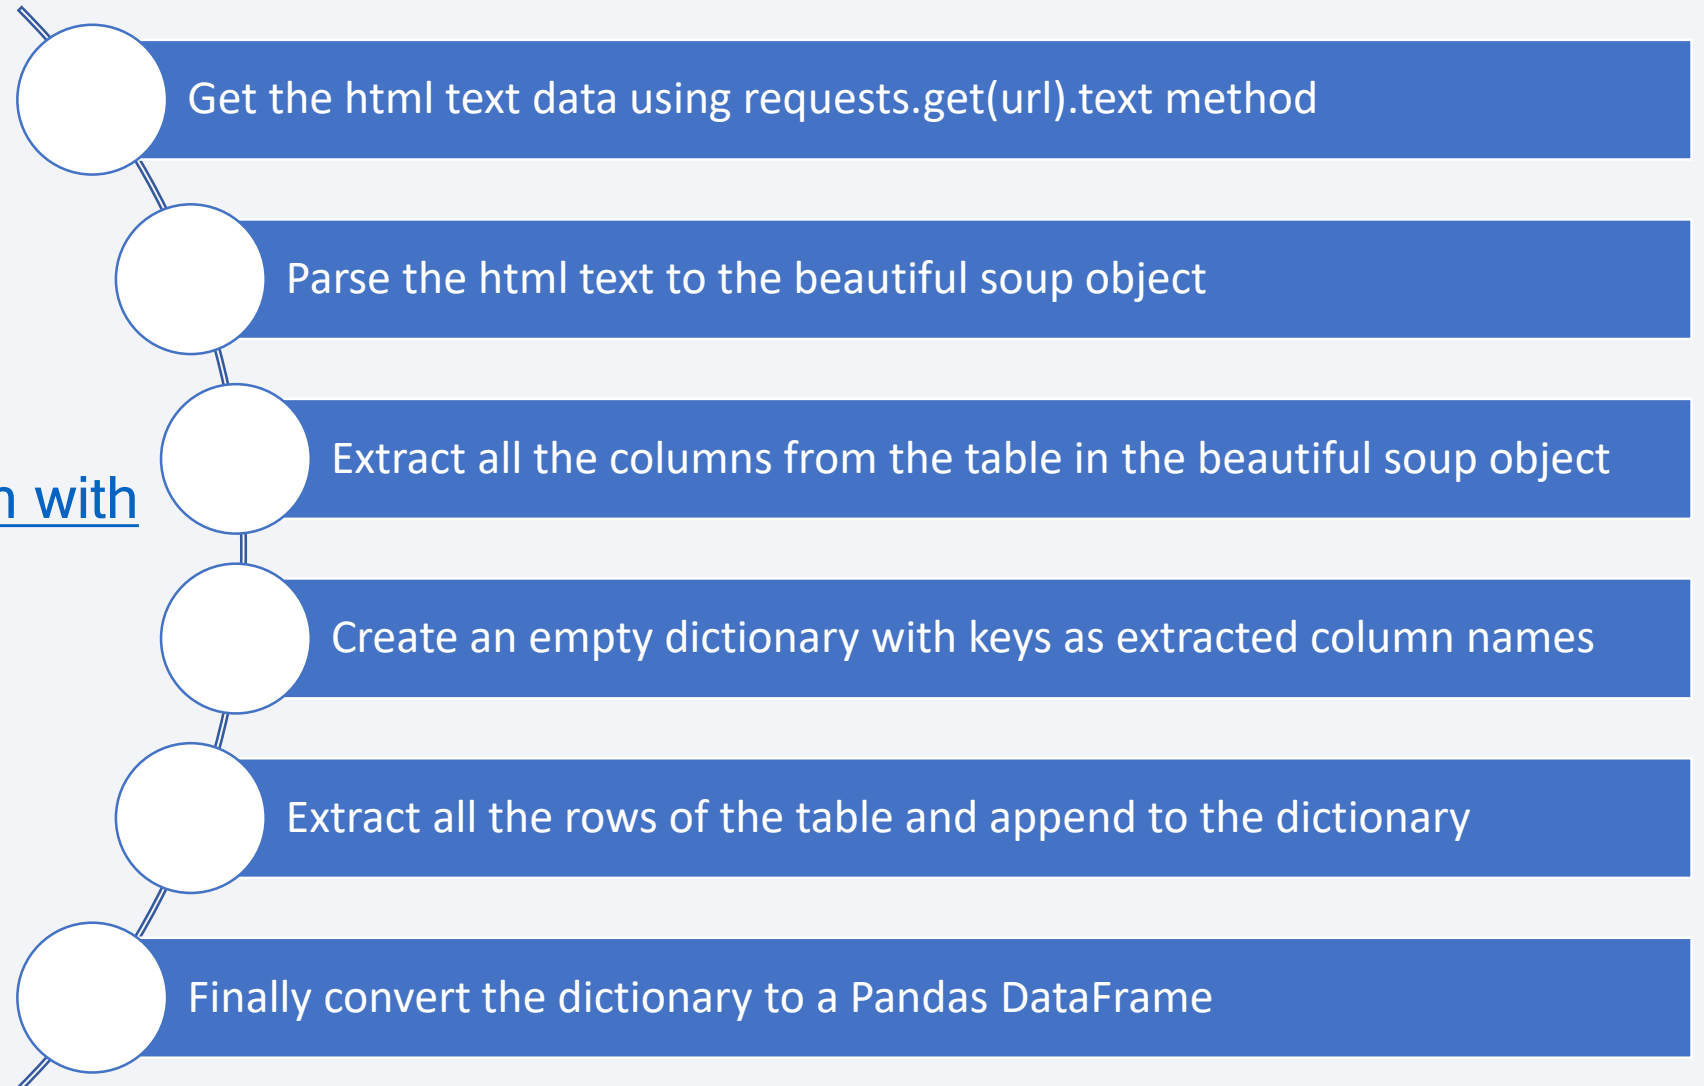 Get the html text data using requests.get(url).text method
Parse the html text to the beautiful soup object
Extract all the columns from the table in the beautiful soup object
with
Create an empty dictionary with keys as extracted column names
Extract all the rows of the table and append to the dictionary
Finally convert the dictionary to a Pandas DataFrame